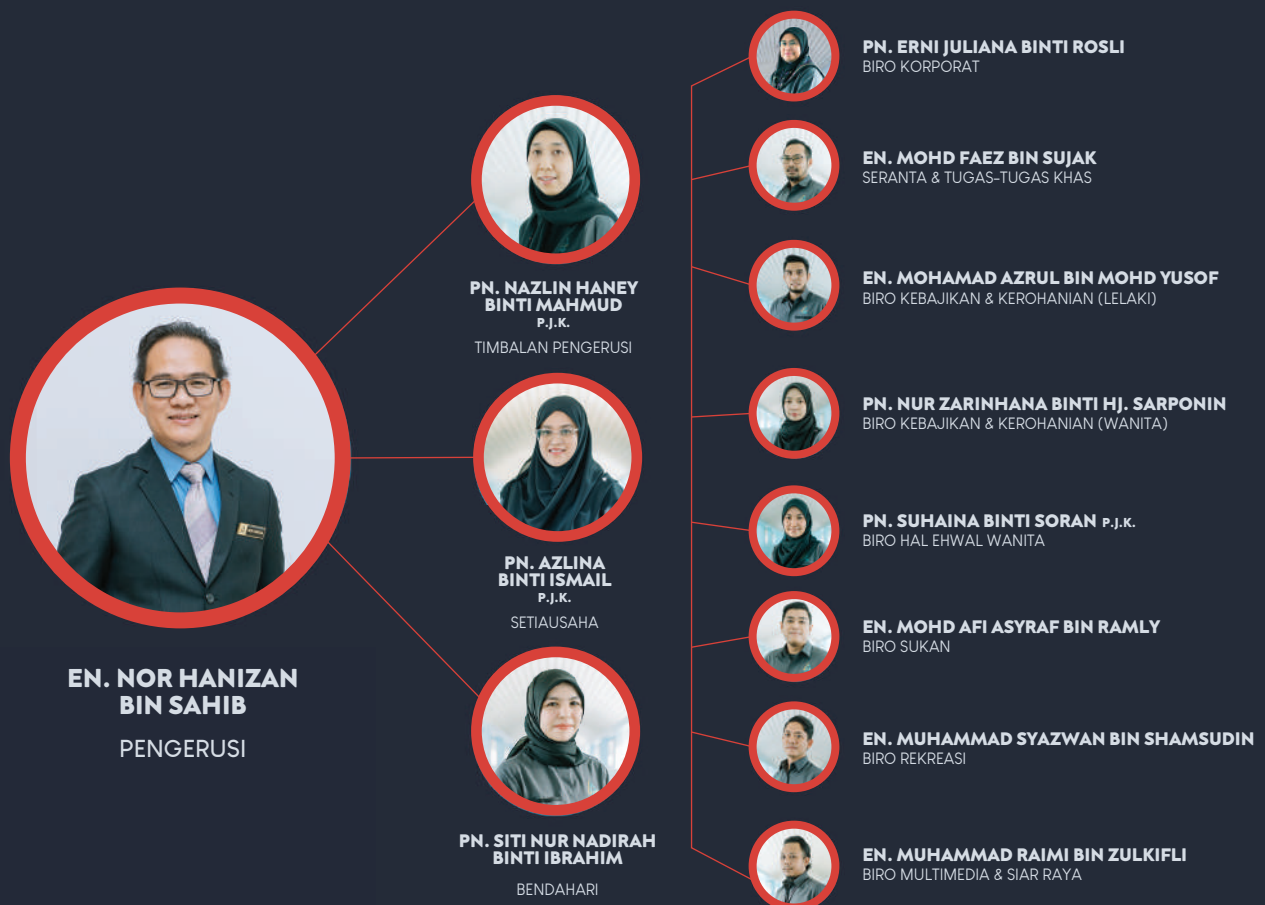 EN. NOR HANIZAN
BIN SAHIB
PENGERUSI
PN. NAZLIN HANEY
BINTI MAHMUD
P.J.K.
TIMBALAN PENGERUSI
PN. AZLINA
BINTI ISMAIL
P.J.K.
SETIAUSAHA
PN. SITI NUR NADIRAH
BINTI IBRAHIM
BENDAHARI
PN. ERNI JULIANA BINTI ROSLI
BIRO KORPORAT
EN. MOHD FAEZ BIN SUJAK
SERANTA & TUGAS-TUGAS KHAS
EN. MOHAMAD AZRUL BIN MOHD YUSOF
BIRO KEBAJIKAN & KEROHANIAN (LELAKI)
PN. NUR ZARINHANA BINTI HJ. SARPONIN
BIRO KEBAJIKAN & KEROHANIAN (WANITA)
PN. SUHAINA BINTI SORAN P.J.K.
BIRO HAL EHWAL WANITA
EN. MOHD AFI ASYRAF BIN RAMLY
BIRO SUKAN
EN. MUHAMMAD SYAZWAN BIN SHAMSUDIN
BIRO REKREASI
EN. MUHAMMAD RAIMI BIN ZULKIFLI
BIRO MULTIMEDIA & SIAR RAYA